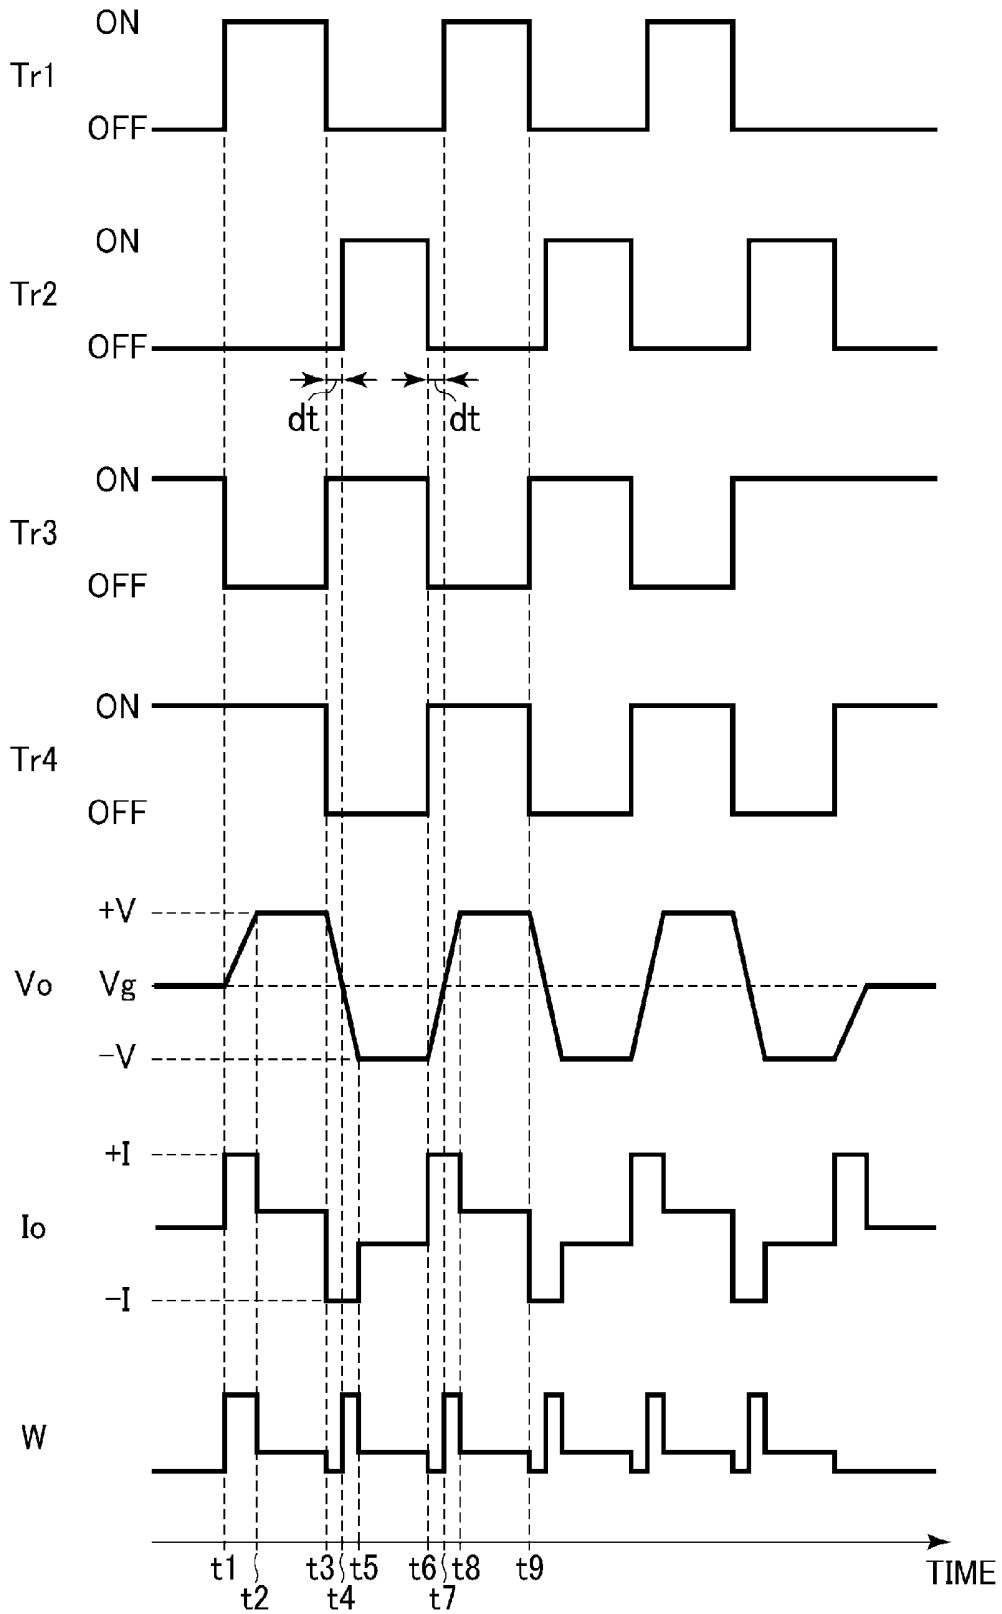 ON
Tr1
OFF
ON
Tr2
OFF
dt dt
ON
Tr3
OFF
ON
Tr4
OFF
+V
Vo Vg
−V
+I
Io
−I
W
t1 t3 t5 t6 t8 t9
t2 t4 t7
TIME